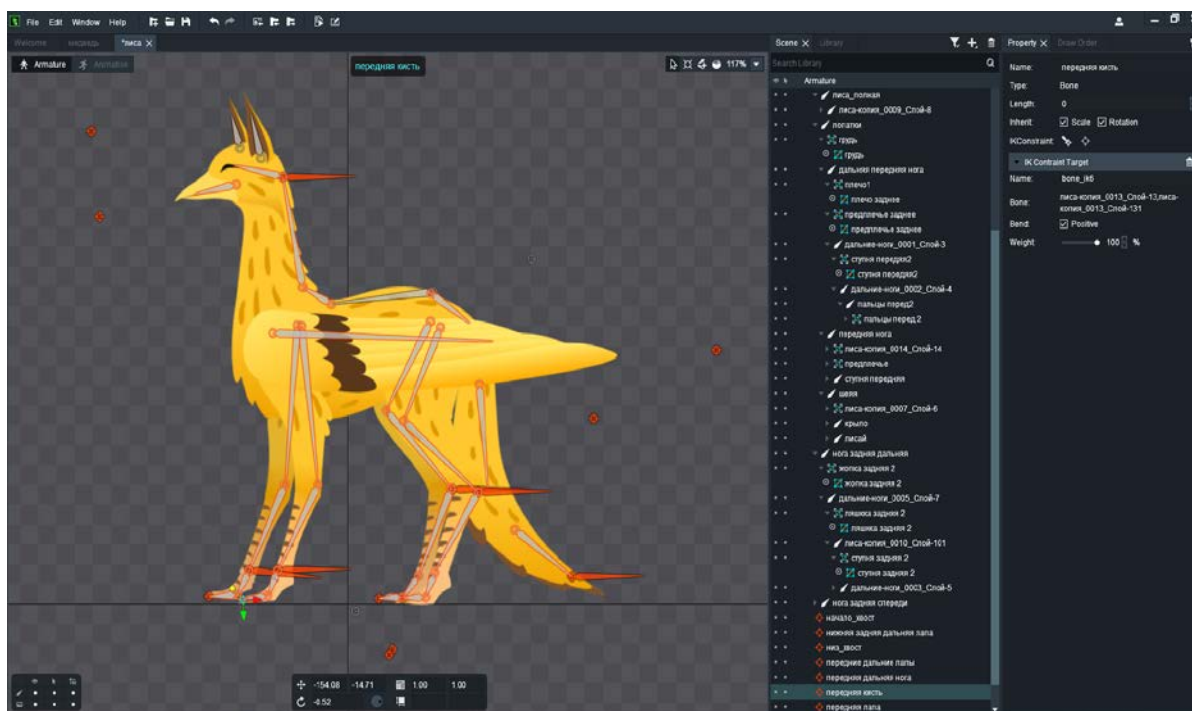 File Edit Window Help
Welcome медведь *лиса
Scene Library
Property Draw Order
Armature Animation
передняя кисть
117%
Search Library
Armature
лиса_полная
лиса-копия_0009_Слой-8
лопатки
грудь
грудь
дальняя передняя нога
плечо1
плечо заднее
предплечье заднее
предплечье заднее
дальние-ноги_0001_Слой-3
ступня передняя2
ступня передняя2
дальние-ноги_0002_Слой-4
пальцы перед2
пальцы перед 2
передняя нога
лиса-копия_0014_Слой-14
предплечье
ступня передняя
шея
лиса-копия_0007_Слой-6
крыло
лисай
нога задняя дальняя
жопка задняя 2
жопка задняя 2
дальние-ноги_0005_Слой-7
ляшка задняя 2
ляшка задняя 2
лиса-копия_0010_Слой-101
ступня задняя 2
ступня задняя 2
дальние-ноги_0003_Слой-5
нога задняя спереди
начало_хвост
нижняя задняя дальняя лапа
низ_хвост
передние дальние лапы
передняя дальняя нога
передняя кисть
передняя лапа
Name: передняя кисть
Type: Bone
Length: 0
Inherit: Scale Rotation
IKConstraint:
IK Contraint Target
Name: bone_ik6
Bone: лиса-копия_0013_Слой-13,лиса-
копия_0013_Слой-131
Bend: Positive
Weight: 100 %
-154.08 -14.71 1.00 1.00
-0.52